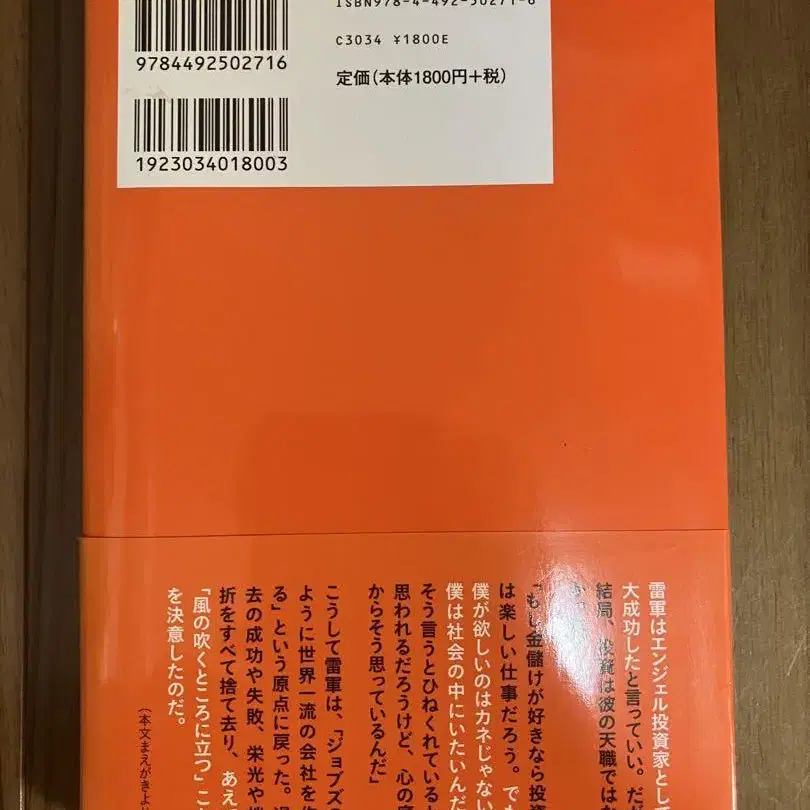 ISBN978-4-492-50271-6
9784492502716
C3034 ¥1800E
定価(本体1800円+税)
1923034018003
雷軍はエンジェル投資家として
大成功したと言っていい。だが
結局、投資は彼の天職では
「もし金儲けが好きなら投資
は楽しい仕事だろう。でも
僕が欲しいのはカネじゃない
僕は社会の中にいたいんだ
そう言うとひねくれていると
思われるだろうけど、心の底
からそう思っているんだ」
こうして雷軍は、「ジョブズの
ように世界一流の会社を作
る」という原点に戻った。過
去の成功や失敗、栄光や挫
折をすべて捨て去り、あえ
「風の吹くところに立つ」こ
を決意したのだ。
(本文まえがきより